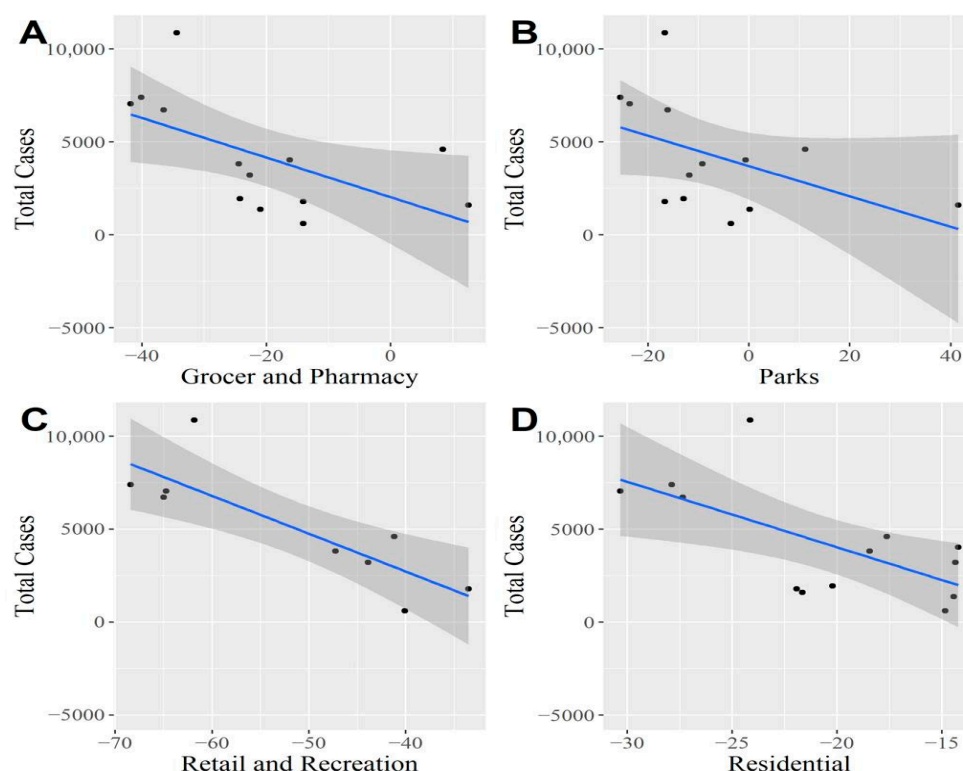 A
B
10,000
5000
0
−5000
Total Cases
−40
−20
0
Grocer and Pharmacy
10,000
5000
0
−5000
Total Cases
−20
0
20
40
Parks
C
D
10,000
5000
0
−5000
Total Cases
−70
−60
−50
−40
Retail and Recreation
10,000
5000
0
−5000
Total Cases
−30
−25
−20
−15
Residential